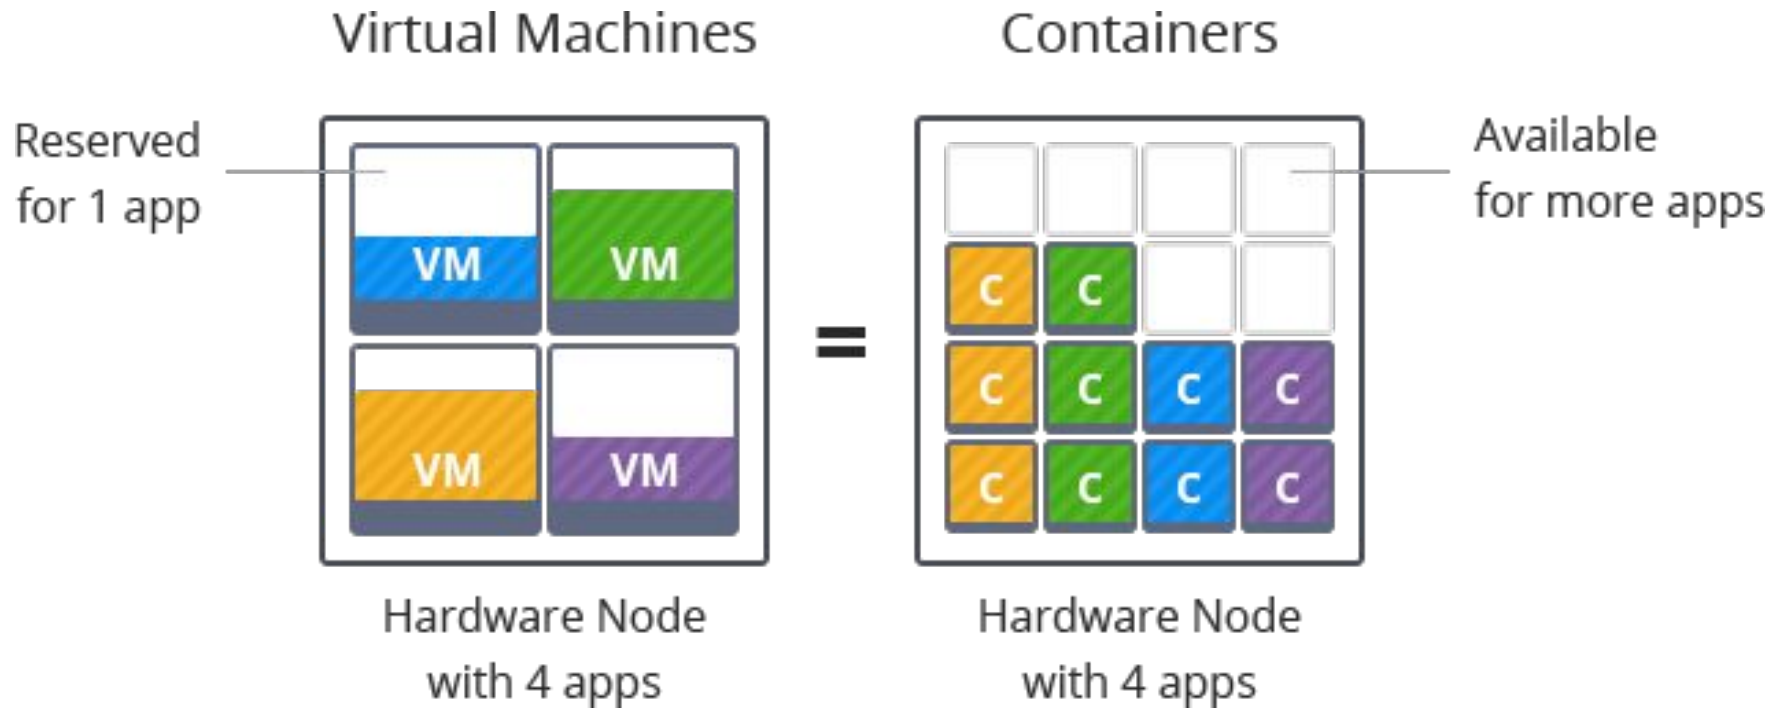 Virtual Machines
Containers
Reserved
for 1 app
Available
for more apps
VM
VM
VM
VM
=
C
C
C
C
C
C
C
C
C
C
Hardware Node
with 4 apps
Hardware Node
with 4 apps